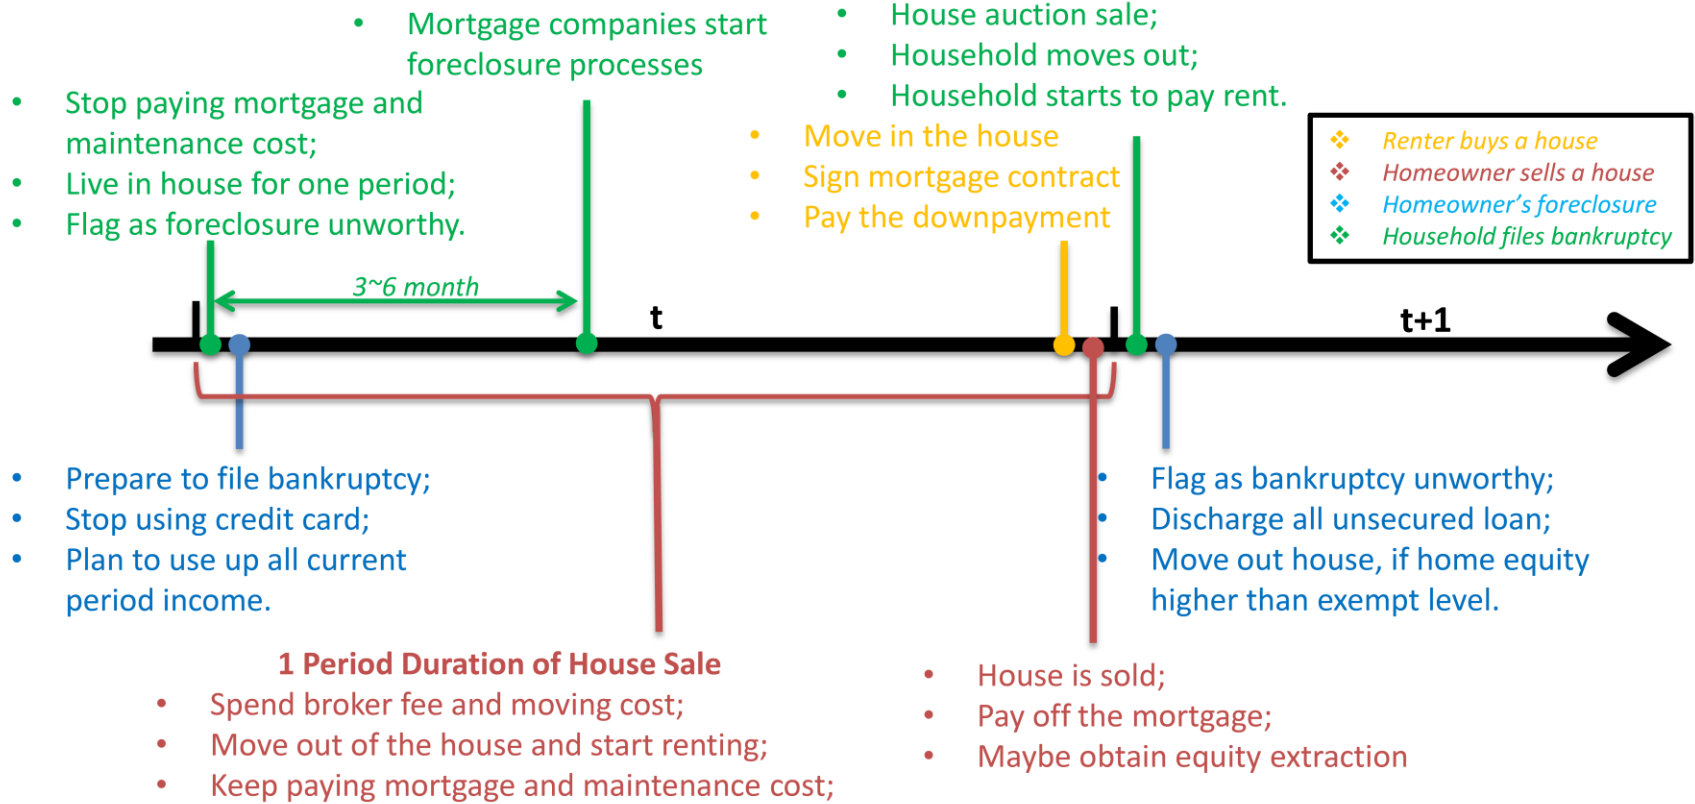 • Mortgage companies start
foreclosure processes
• House auction sale;
• Household moves out;
• Household starts to pay rent.
• Stop paying mortgage and
maintenance cost;
• Live in house for one period;
• Flag as foreclosure unworthy.
• Move in the house
• Sign mortgage contract
• Pay the downpayment
❖ Renter buys a house
❖ Homeowner sells a house
❖ Homeowner’s foreclosure
❖ Household files bankruptcy
3~6 month
t
t+1
• Prepare to file bankruptcy;
• Stop using credit card;
• Plan to use up all current
period income.
• Flag as bankruptcy unworthy;
• Discharge all unsecured loan;
• Move out house, if home equity
higher than exempt level.
1 Period Duration of House Sale
• Spend broker fee and moving cost;
• Move out of the house and start renting;
• Keep paying mortgage and maintenance cost;
• House is sold;
• Pay off the mortgage;
• Maybe obtain equity extraction